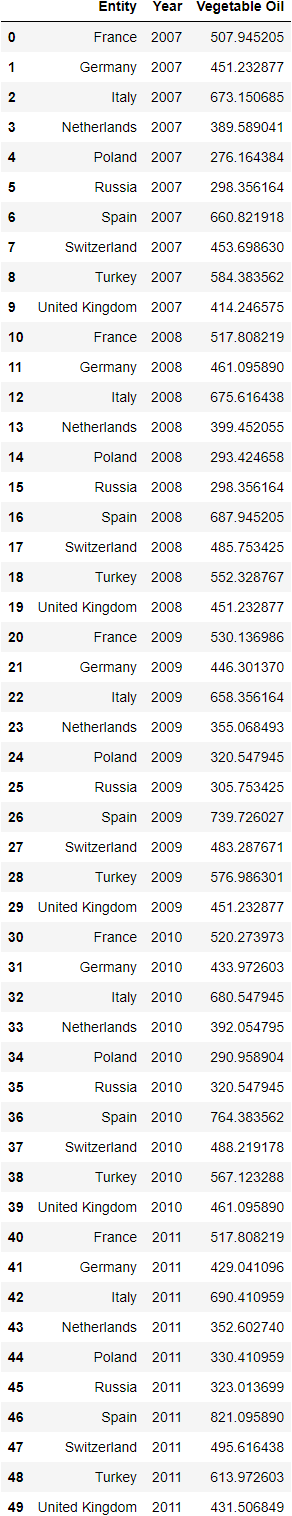 Entity Year Vegetable Oil
0 France 2007 507.945205
1 Germany 2007 451.232877
2 Italy 2007 673.150685
3 Netherlands 2007 389.589041
4 Poland 2007 276.164384
5 Russia 2007 298.356164
6 Spain 2007 660.821918
7 Switzerland 2007 453.698630
8 Turkey 2007 584.383562
9 United Kingdom 2007 414.246575
10 France 2008 517.808219
11 Germany 2008 461.095890
12 Italy 2008 675.616438
13 Netherlands 2008 399.452055
14 Poland 2008 293.424658
15 Russia 2008 298.356164
16 Spain 2008 687.945205
17 Switzerland 2008 485.753425
18 Turkey 2008 552.328767
19 United Kingdom 2008 451.232877
20 France 2009 530.136986
21 Germany 2009 446.301370
22 Italy 2009 658.356164
23 Netherlands 2009 355.068493
24 Poland 2009 320.547945
25 Russia 2009 305.753425
26 Spain 2009 739.726027
27 Switzerland 2009 483.287671
28 Turkey 2009 576.986301
29 United Kingdom 2009 451.232877
30 France 2010 520.273973
31 Germany 2010 433.972603
32 Italy 2010 680.547945
33 Netherlands 2010 392.054795
34 Poland 2010 290.958904
35 Russia 2010 320.547945
36 Spain 2010 764.383562
37 Switzerland 2010 488.219178
38 Turkey 2010 567.123288
39 United Kingdom 2010 461.095890
40 France 2011 517.808219
41 Germany 2011 429.041096
42 Italy 2011 690.410959
43 Netherlands 2011 352.602740
44 Poland 2011 330.410959
45 Russia 2011 323.013699
46 Spain 2011 821.095890
47 Switzerland 2011 495.616438
48 Turkey 2011 613.972603
49 United Kingdom 2011 431.506849